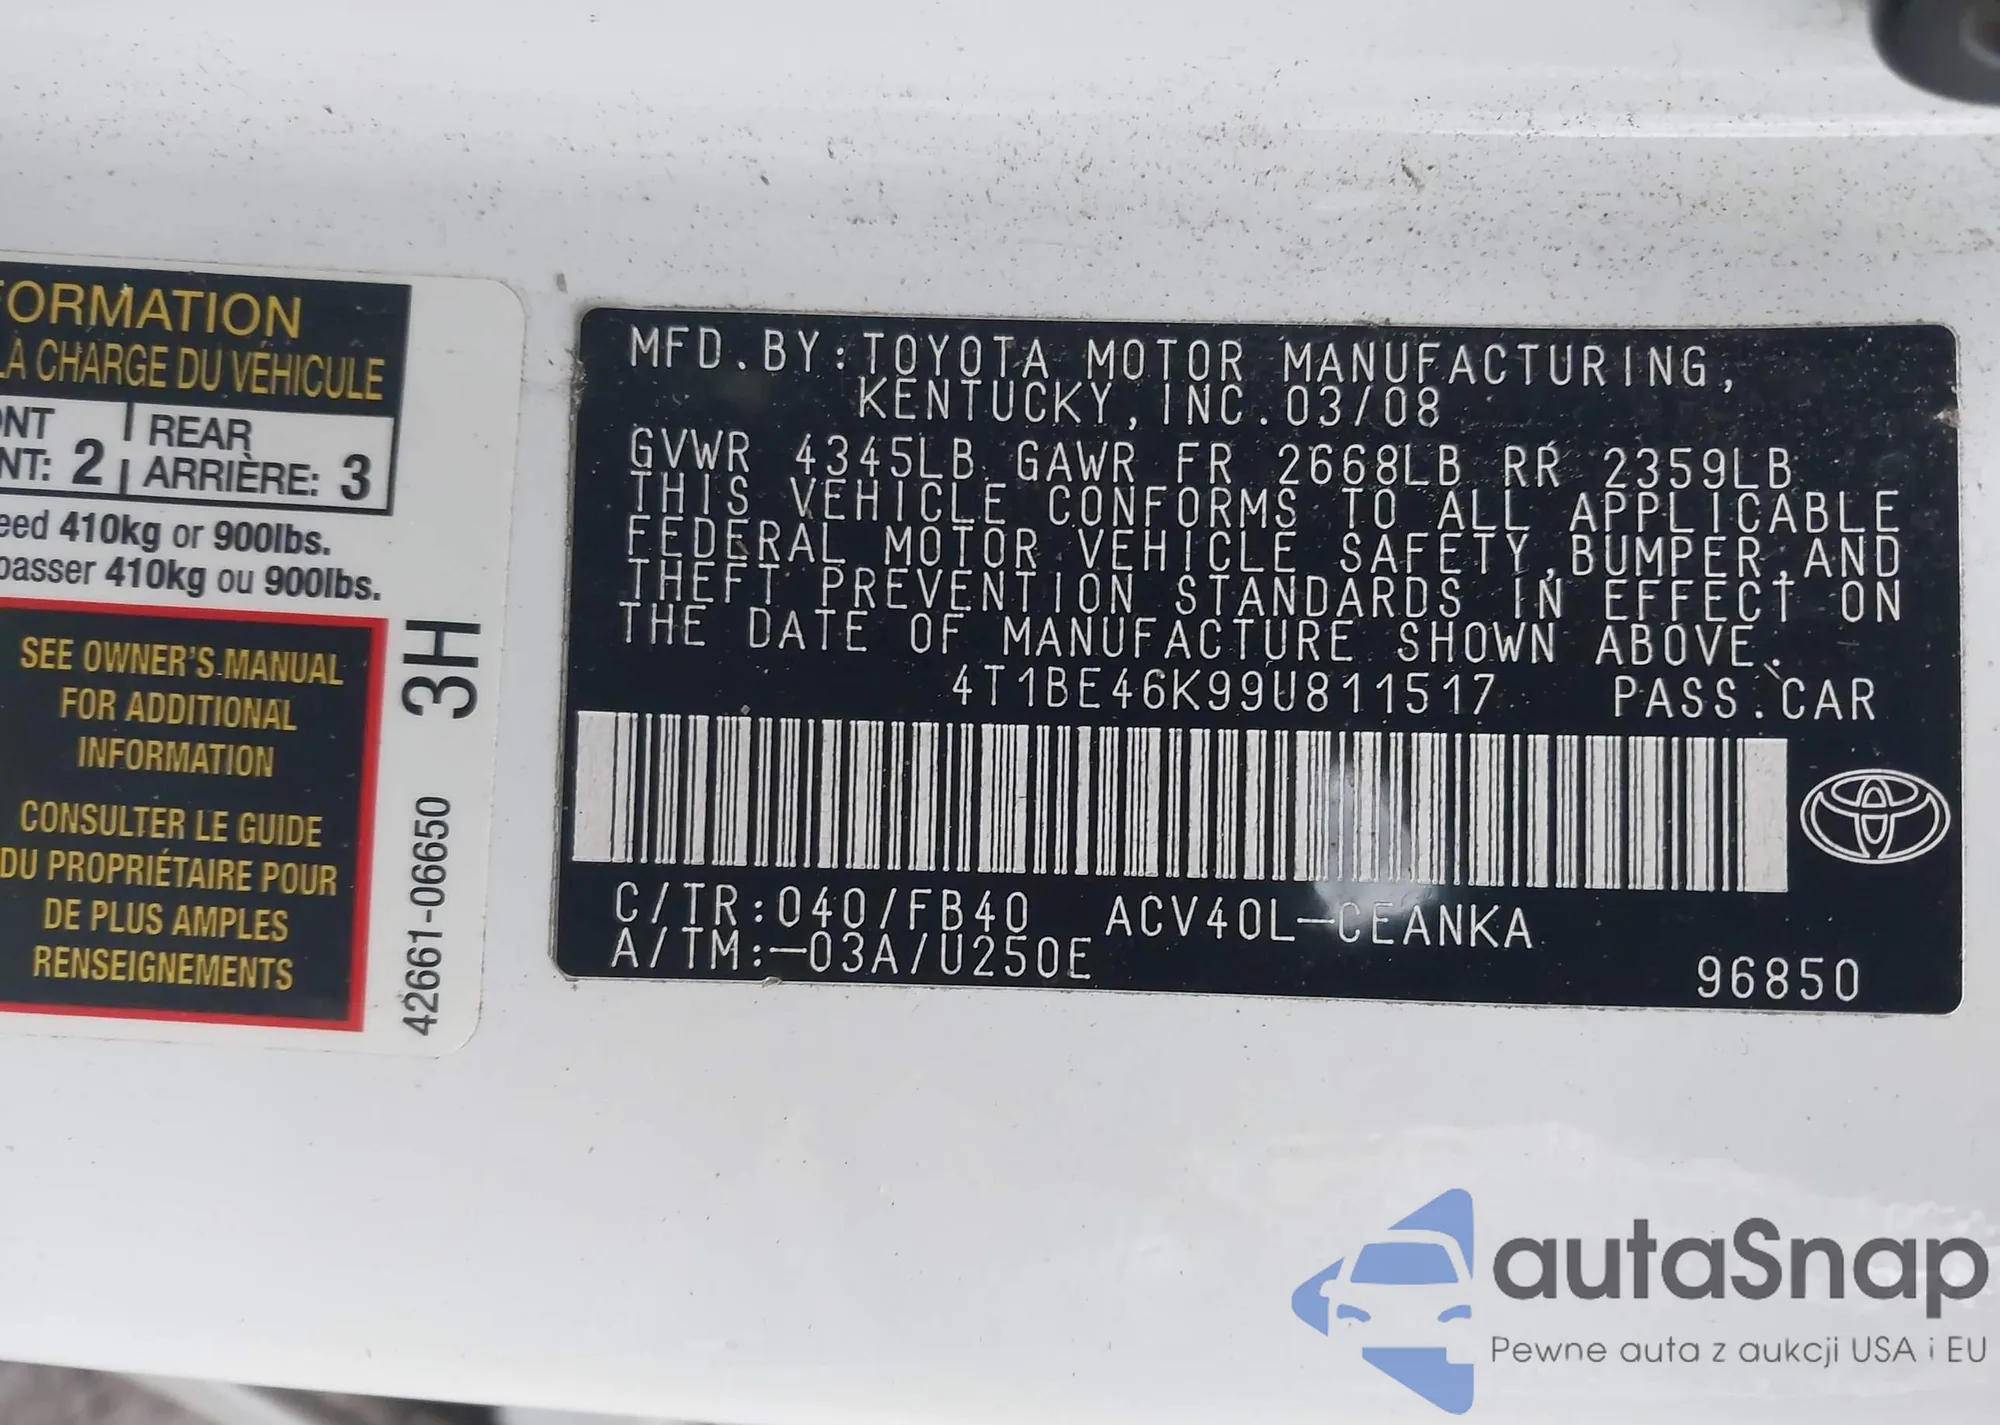 FORMATION
LA CHARGE DU VÉHICULE
ONT | REAR
NT: 2 | ARRIÈRE: 3
eed 410kg or 900lbs.
passer 410kg ou 900lbs.
SEE OWNER'S MANUAL
FOR ADDITIONAL
INFORMATION
CONSULTER LE GUIDE
DU PROPRIÉTAIRE POUR
DE PLUS AMPLES
RENSEIGNEMENTS
3H
42661-06650
MFD.BY:TOYOTA MOTOR MANUFACTURING,
KENTUCKY,INC.03/08
GVWR 4345LB GAWR FR 2668LB RR 2359LB
THIS VEHICLE CONFORMS TO ALL APPLICABLE
FEDERAL MOTOR VEHICLE SAFETY,BUMPER,AND
THEFT PREVENTION STANDARDS IN EFFECT ON
THE DATE OF MANUFACTURE SHOWN ABOVE.
4T1BE46K99U811517 PASS.CAR
C/TR:040/FB40 ACV40L-CEANKA
A/TM:-03A/U250E
96850
autaSnap
Pewne auta z aukcji USA i EU